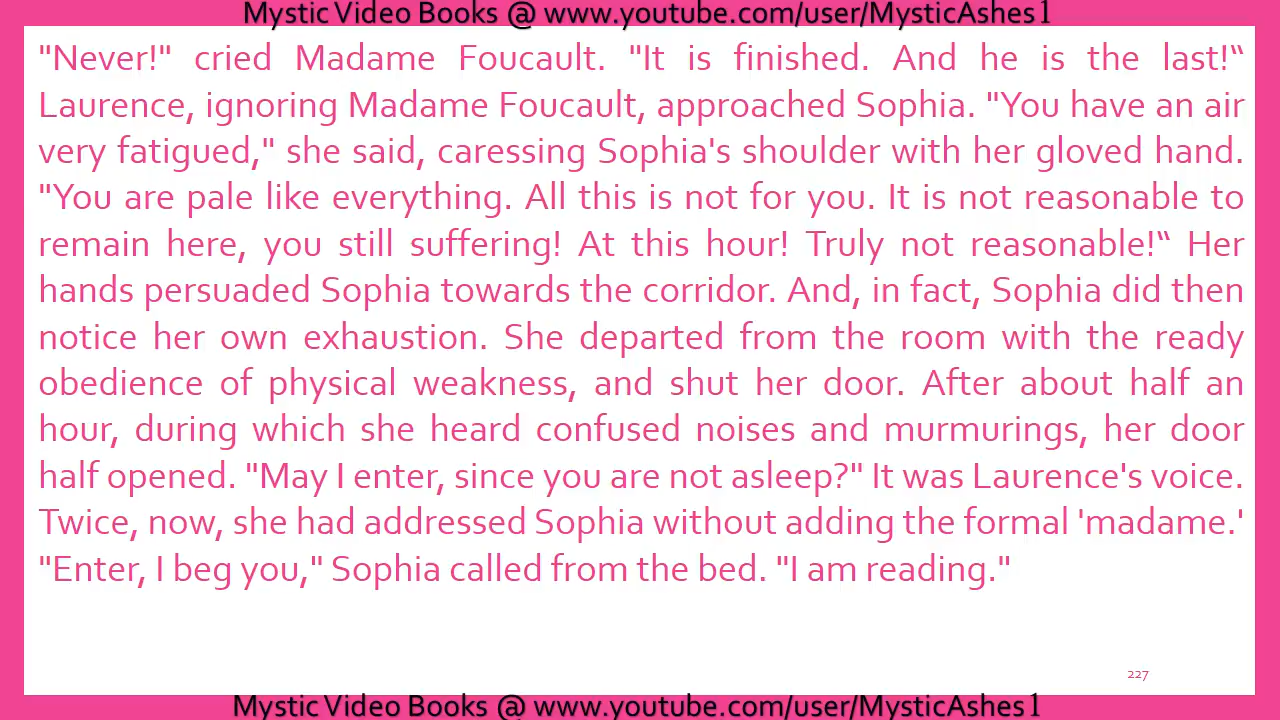 Mystic Video Books @ www.youtube.com/user/MysticAshes1
"Never!" cried Madame Foucault. "It is finished. And he is the last!“
Laurence, ignoring Madame Foucault, approached Sophia. "You have an air
very fatigued," she said, caressing Sophia's shoulder with her gloved hand.
"You are pale like everything. All this is not for you. It is not reasonable to
remain here, you still suffering! At this hour! Truly not reasonable!“ Her
hands persuaded Sophia towards the corridor. And, in fact, Sophia did then
notice her own exhaustion. She departed from the room with the ready
obedience of physical weakness, and shut her door. After about half an
hour, during which she heard confused noises and murmurings, her door
half opened. "May I enter, since you are not asleep?" It was Laurence's voice.
Twice, now, she had addressed Sophia without adding the formal 'madame.'
"Enter, I beg you," Sophia called from the bed. "I am reading."
227
Mystic Video Books @ www.youtube.com/user/MysticAshes1